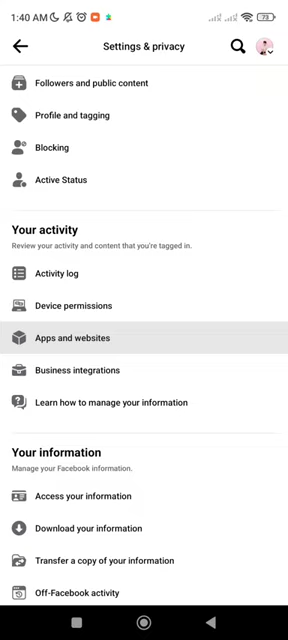 1:40 AM
73
Settings & privacy
Followers and public content
Profile and tagging
Blocking
Active Status
Your activity
Review your activity and content that you're tagged in.
Activity log
Device permissions
Apps and websites
Business integrations
Learn how to manage your information
Your information
Manage your Facebook information.
Access your information
Download your information
Transfer a copy of your information
Off-Facebook activity